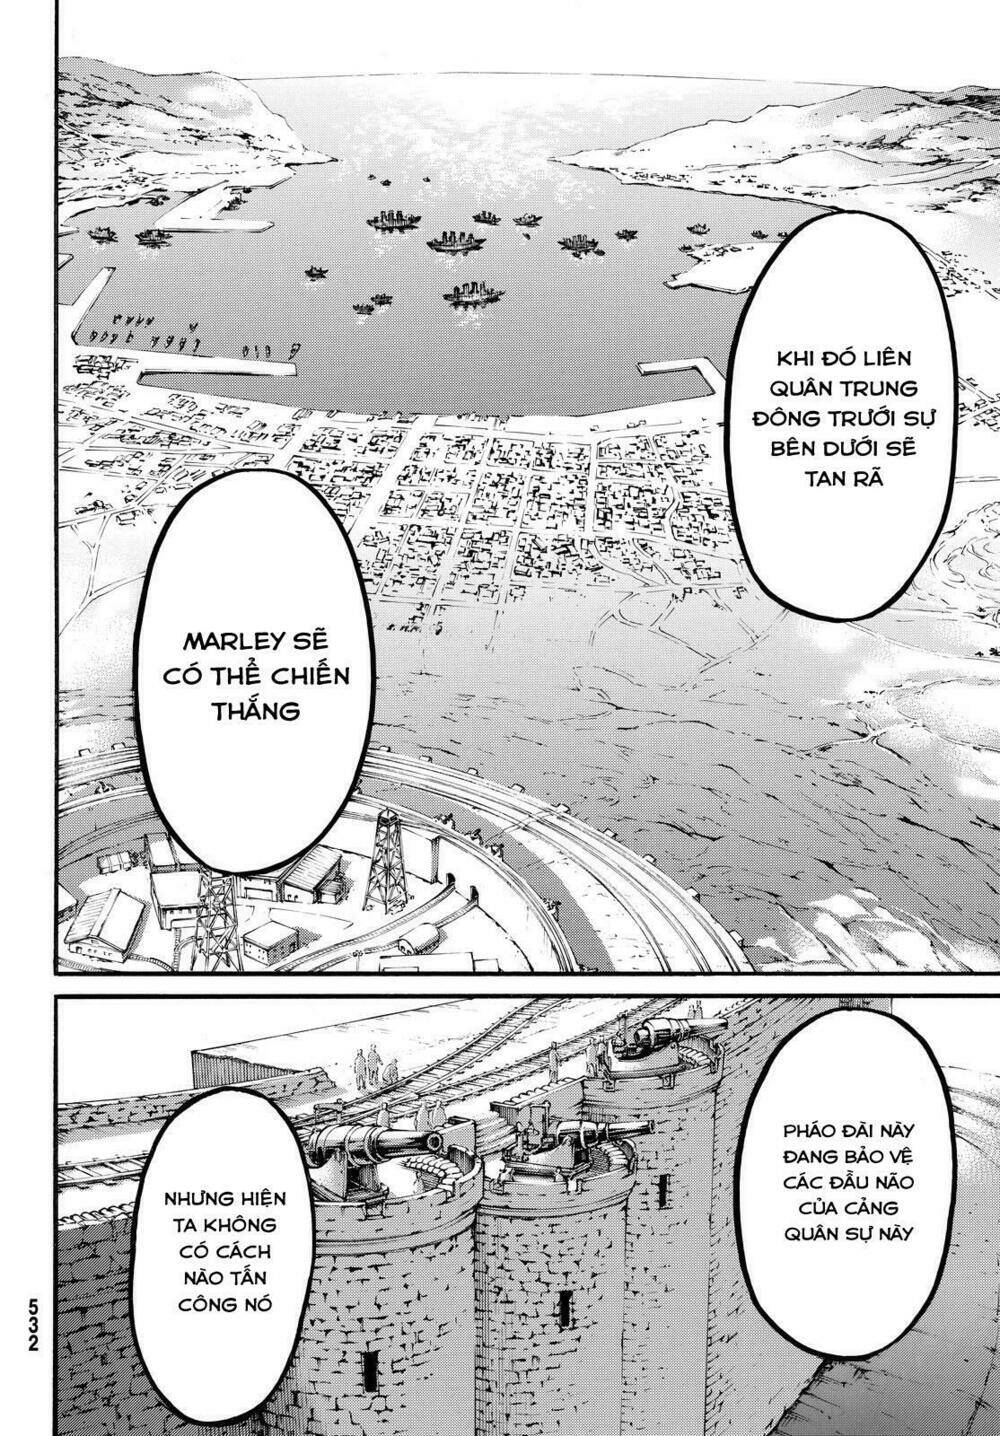 KHI ĐÓ LIÊN
QUÂN TRUNG
ĐÔNG TRƯỚI SỰ
BÊN DƯỚI SẼ
TAN RÃ
MARLEY SẼ
CÓ THỂ CHIẾN
THẮNG
PHÁO ĐÀI NÀY
ĐANG BẢO VỆ
CÁC ĐẦU NÃO
CỦA CẢNG
QUÂN SỰ NÀY
NHƯNG HIỆN
TA KHÔNG
CÓ CÁCH
NÀO TẤN
CÔNG NÓ
532